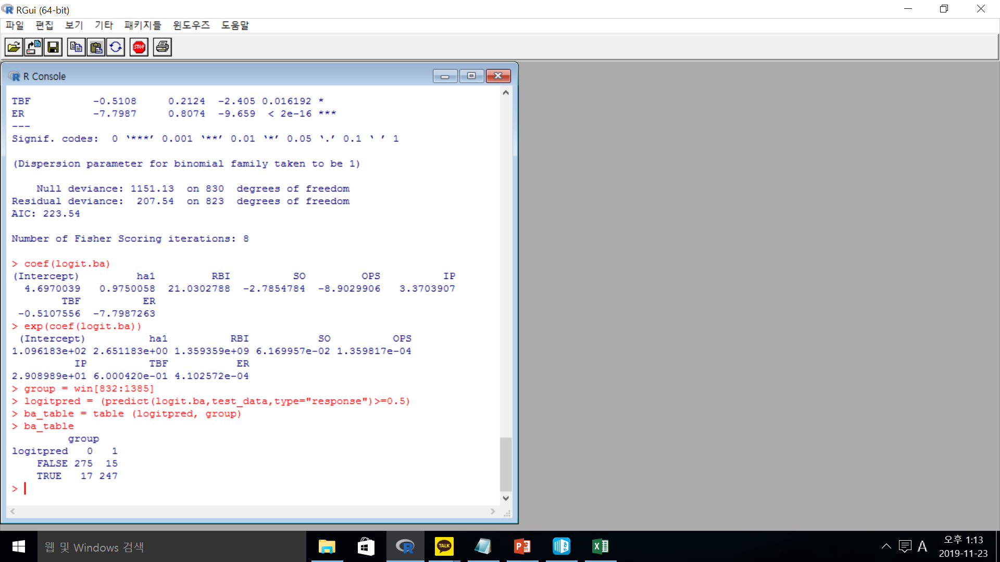 RGui (64-bit)
파일 편집 보기 기타 패키지들 윈도우즈 도움말
STOP
R Console
TBF          -0.5108     0.2124  -2.405 0.016192 *
ER           -7.7987     0.8074  -9.659  < 2e-16 ***
---
Signif. codes:  0 ‘***’ 0.001 ‘**’ 0.01 ‘*’ 0.05 ‘.’ 0.1 ‘ ’ 1
(Dispersion parameter for binomial family taken to be 1)
Null deviance: 1151.13  on 830  degrees of freedom
Residual deviance:  207.54  on 823  degrees of freedom
AIC: 223.54
Number of Fisher Scoring iterations: 8
> coef(logit.ba)
(Intercept)         ha1         RBI          SO         OPS          IP
4.6970039   0.9750058  21.0302788  -2.7854784  -8.9029906   3.3703907
TBF          ER
-0.5107556  -7.7987263
> exp(coef(logit.ba))
(Intercept)          ha1          RBI           SO          OPS
1.096183e+02 2.651183e+00 1.359359e+09 6.169957e-02 1.359817e-04
IP          TBF           ER
2.908989e+01 6.000420e-01 4.102572e-04
> group = win[832:1385]
> logitpred = (predict(logit.ba,test_data,type="response")>=0.5)
> ba_table = table (logitpred, group)
> ba_table
group
logitpred   0   1
FALSE 275  15
TRUE   17 247
>
웹 및 Windows 검색
TALK
A
오후 1:13
2019-11-23